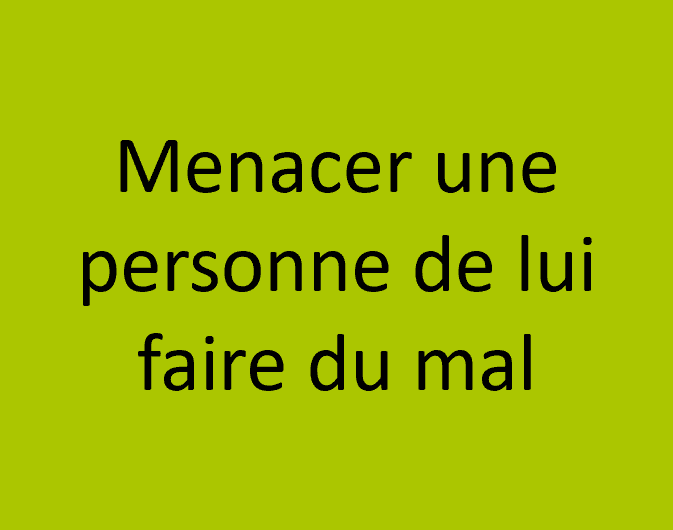 Menacer une
personne de lui
faire du mal